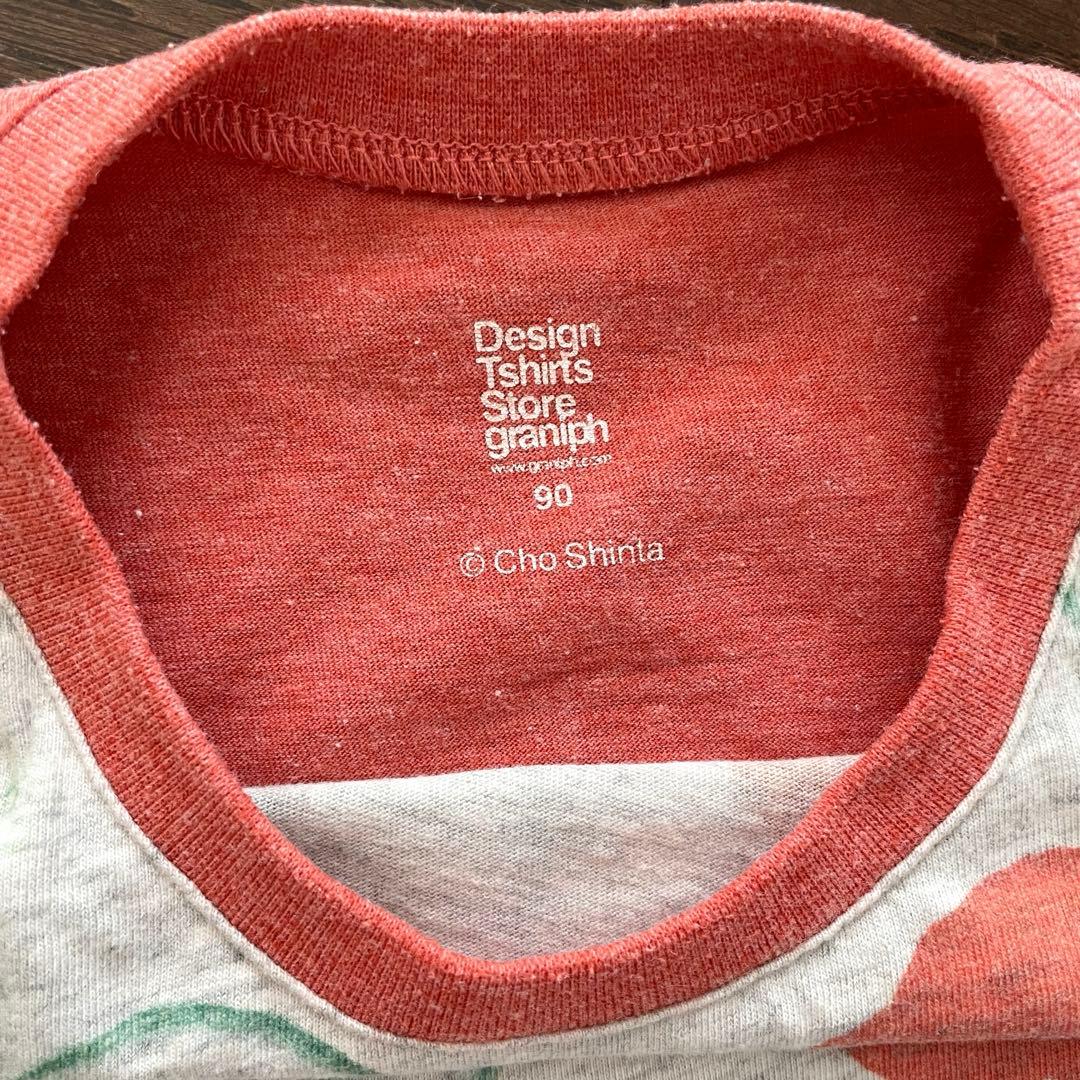 Design
Tshirts
Store
graniph
www.graniph.com
90
© Cho Shinta